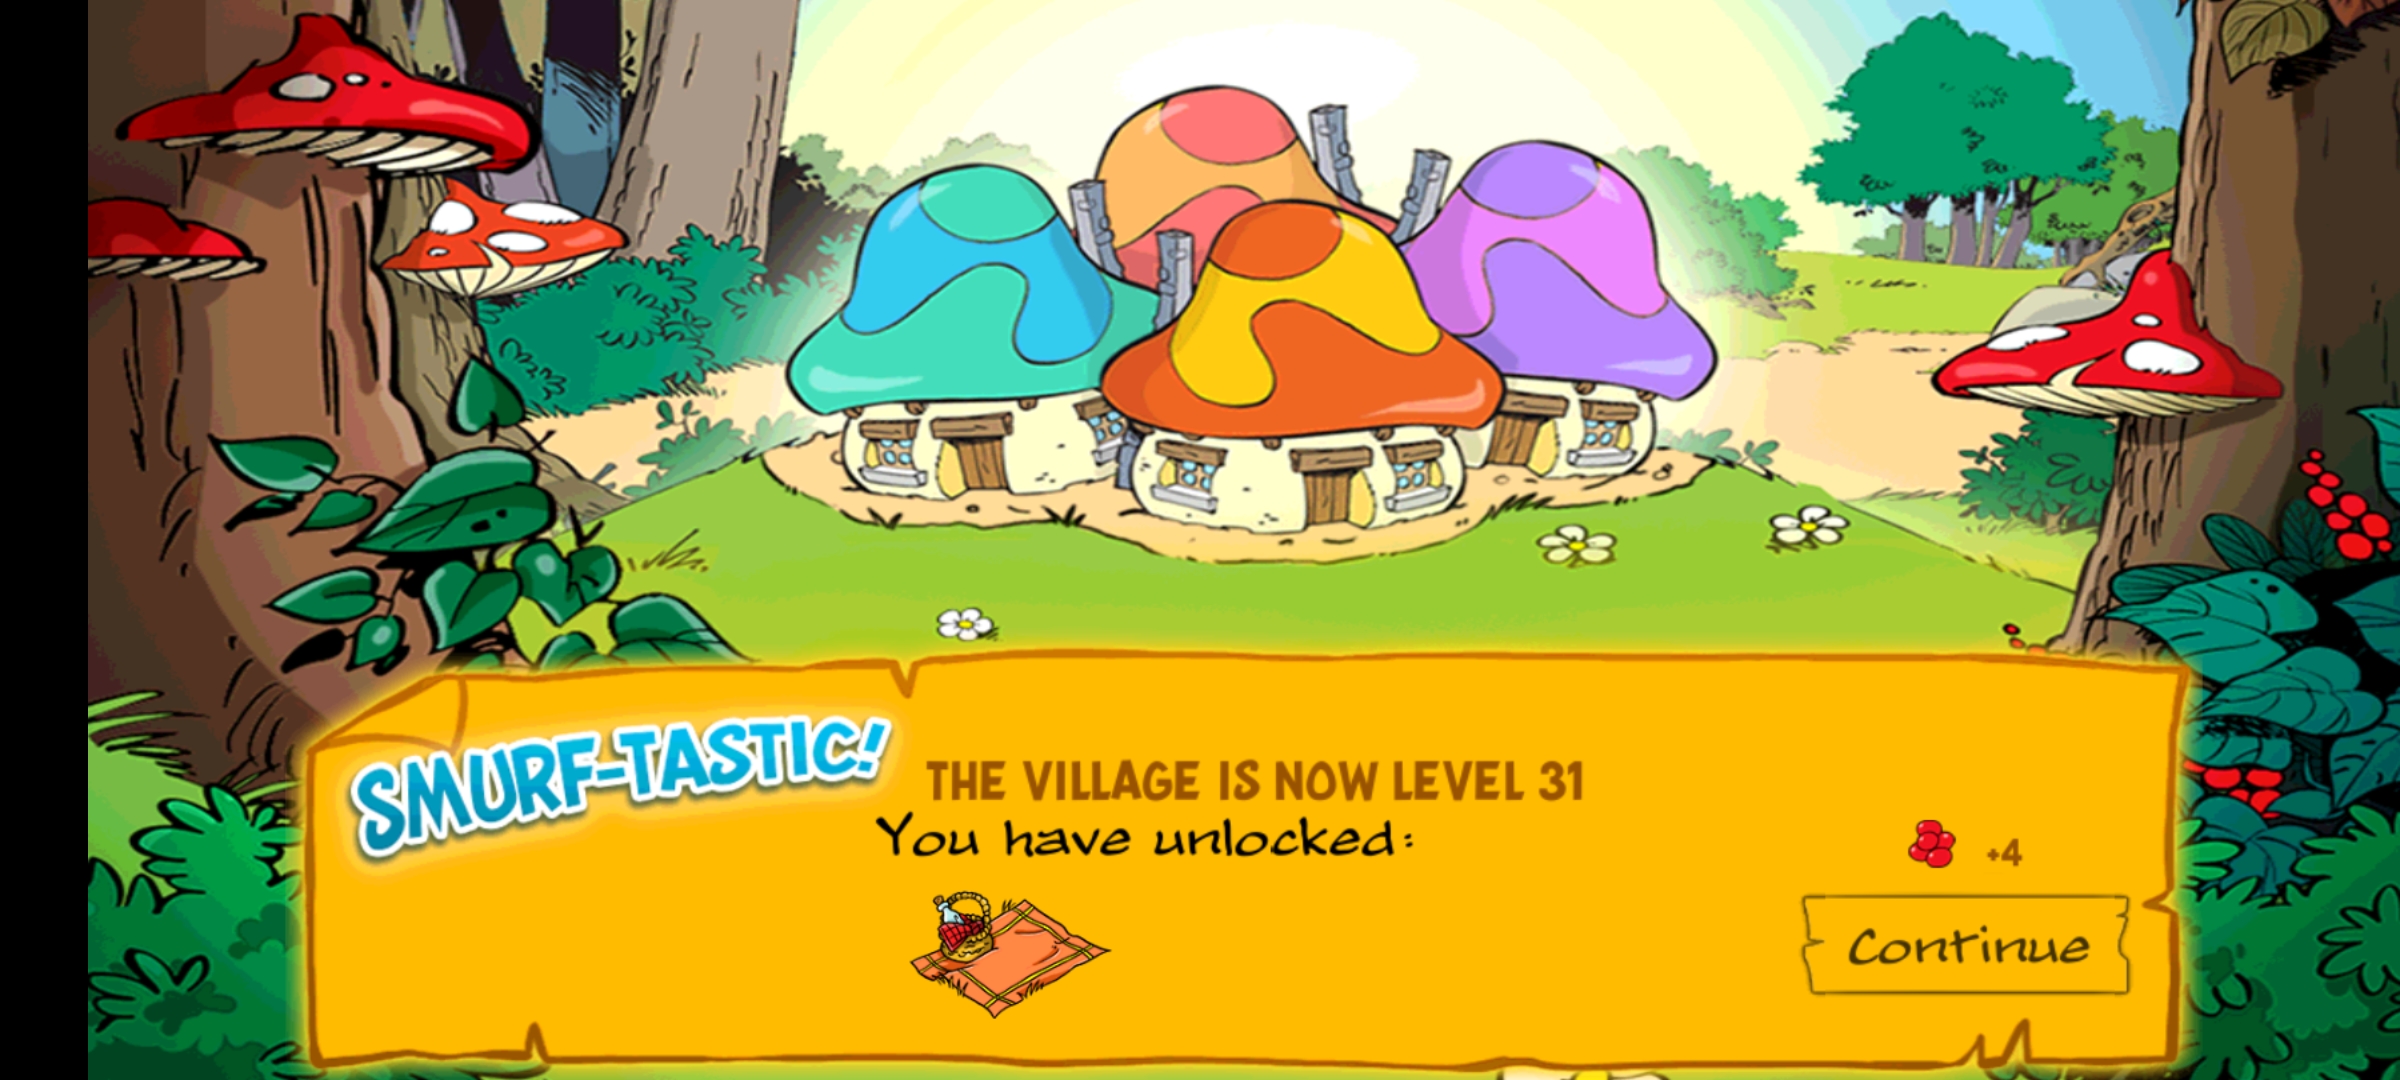 SMURF-TASTIC!
THE VILLAGE IS NOW LEVEL 31
You have unlocked:
+4
Continue